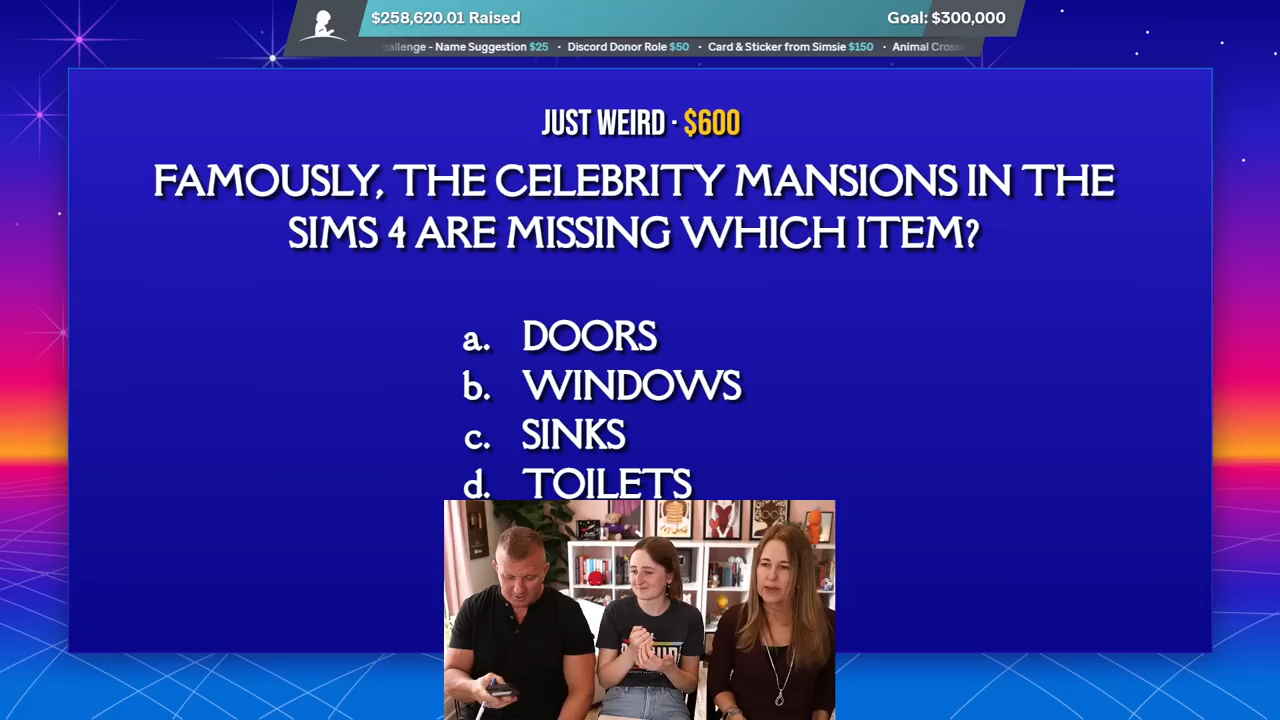 $258,620.01 Raised
Goal: $300,000
allenge - Name Suggestion $25 · Discord Donor Role $50 · Card & Sticker from Simsie $150 · Animal Cross
JUST WEIRD · $600
FAMOUSLY, THE CELEBRITY MANSIONS IN THE
SIMS 4 ARE MISSING WHICH ITEM?
a. DOORS
b. WINDOWS
c. SINKS
d. TOILETS